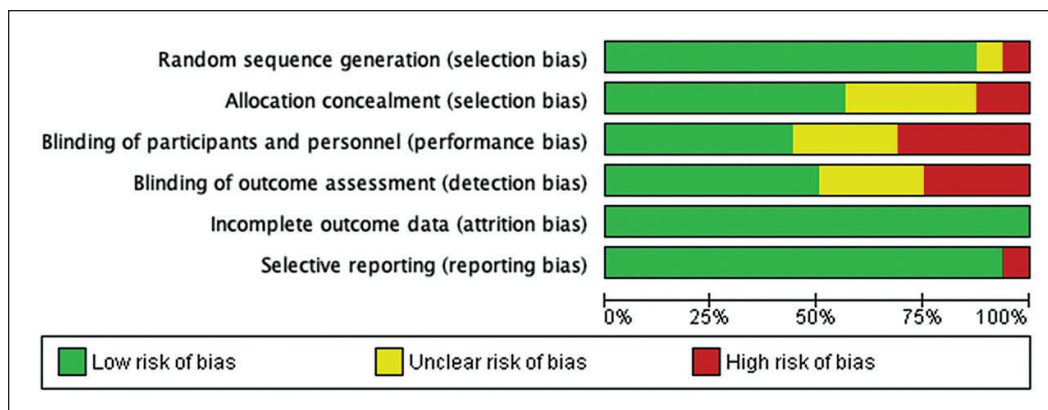 Random sequence generation (selection bias)
Allocation concealment (selection bias)
Blinding of participants and personnel (performance bias)
Blinding of outcome assessment (detection bias)
Incomplete outcome data (attrition bias)
Selective reporting (reporting bias)
0% 25% 50% 75% 100%
Low risk of bias Unclear risk of bias High risk of bias